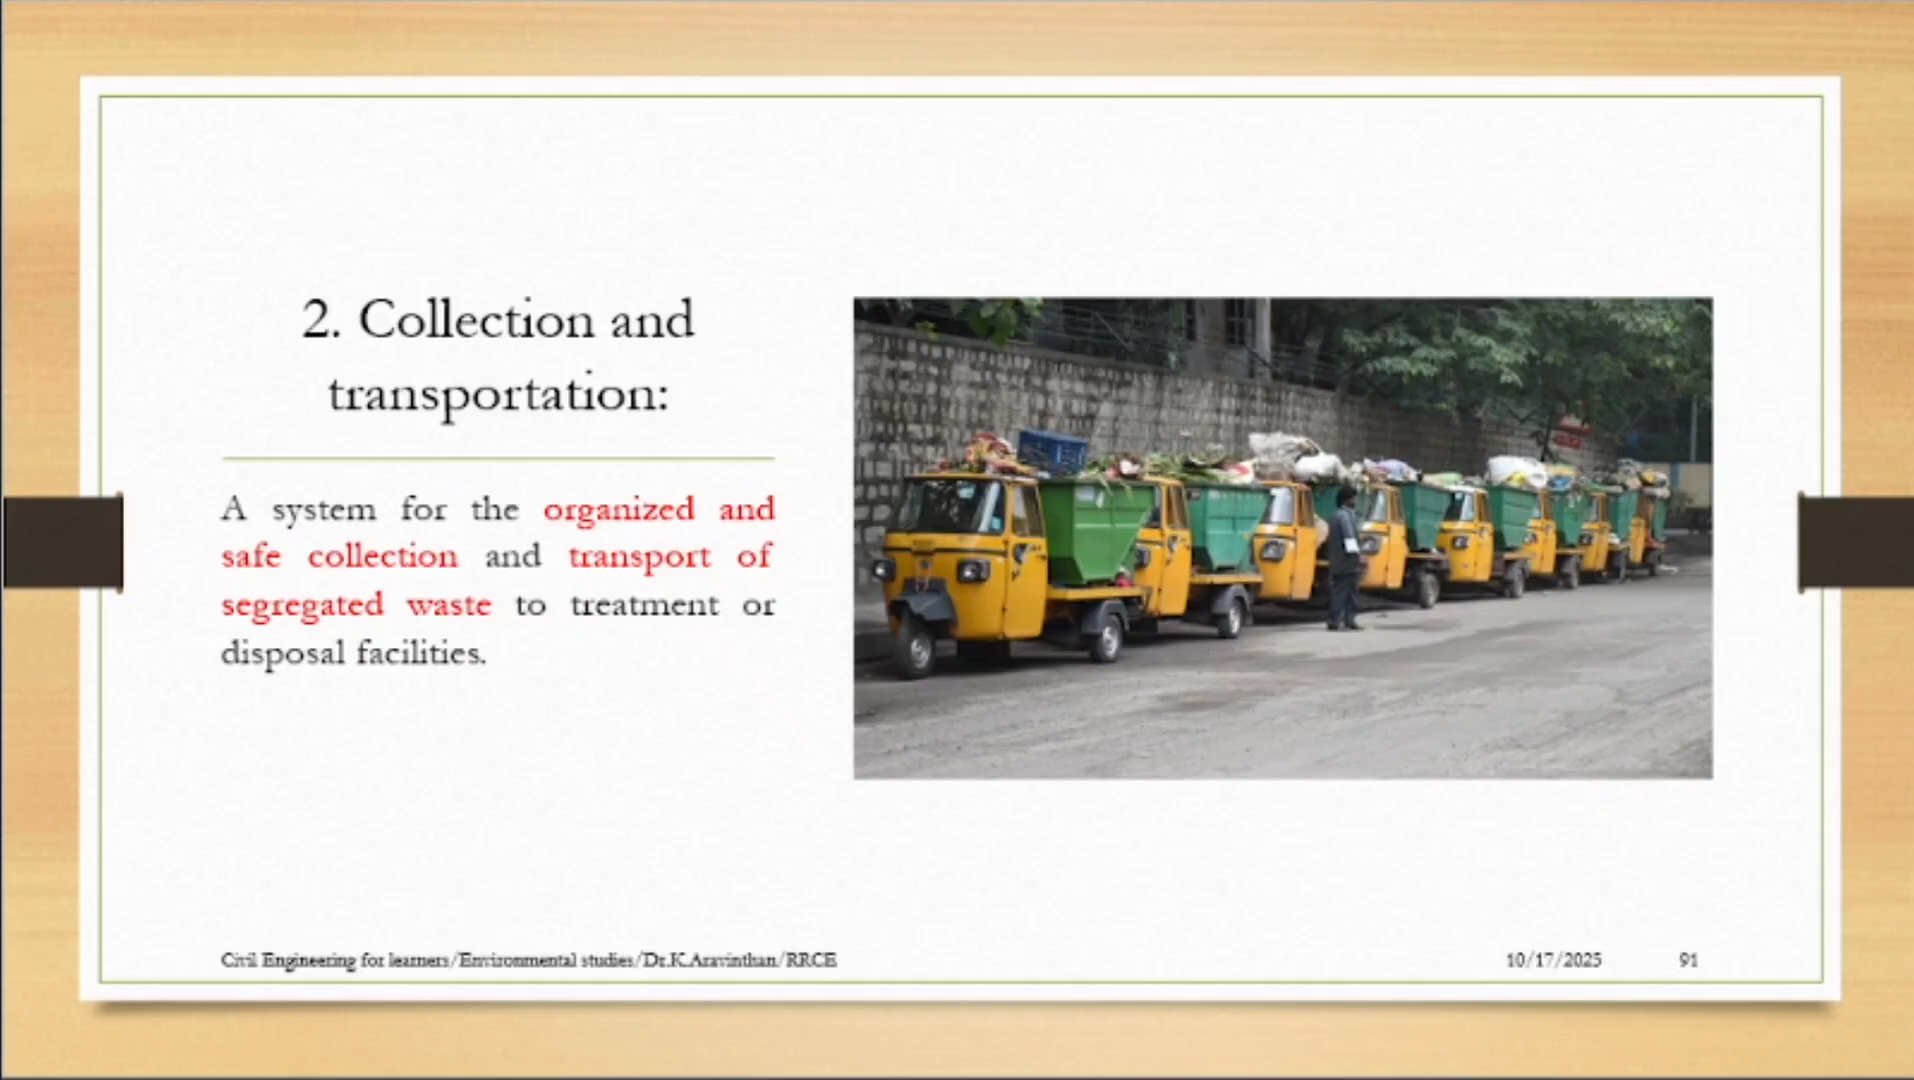 2. Collection and
transportation:
A system for the organized and
safe collection and transport of
segregated waste to treatment or
disposal facilities.
Civil Engineering for learners/Environmental studies/Dr.K.Aravinthan/RRCE
10/17/2025
91